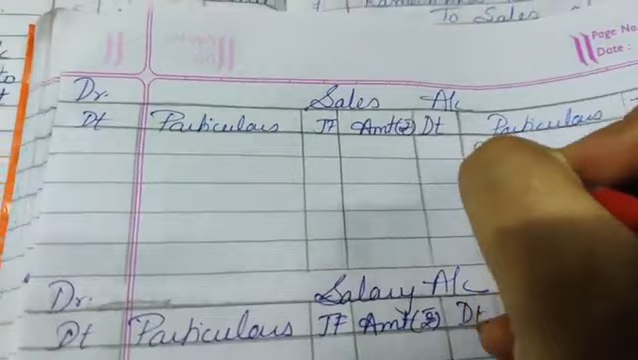 To Sales
Page No.
Date :
Dr. Sales A/c
Dt Particulars JF Amt(₹) Dt Particulars
Dr. Salary A/c
Dt Particulars JF Amt(₹) Dt